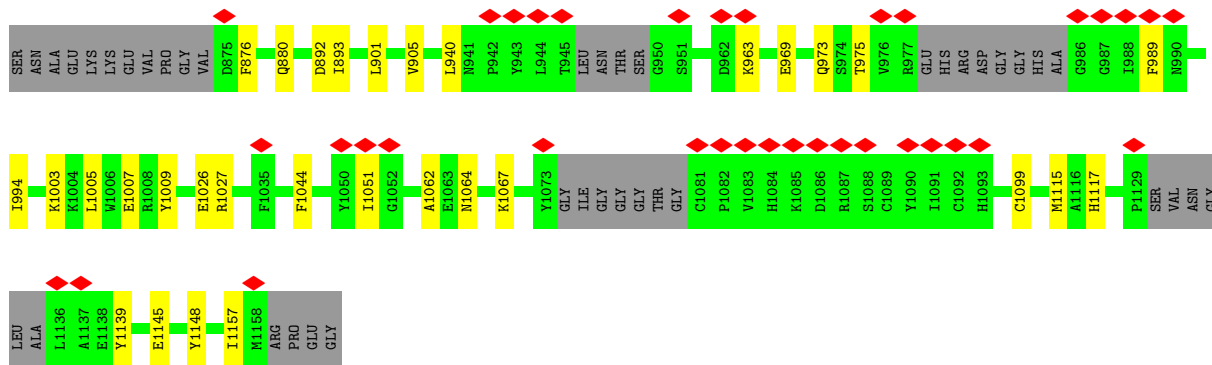 SER ASN ALA GLU LYS LYS GLU VAL PRO GLY VAL D875 F876 Q880 D892 I893 L901 V905 L940 N941 P942 Y943 L944 T945 LEU ASN THR SER G950 S951 D962 K963 E969 Q973 S974 T975 V976 R977 GLU HIS ARG ASP GLY GLY HIS ALA G986 G987 I988 F989 N990
I994 K1003 K1004 L1005 W1006 E1007 R1008 Y1009 E1026 R1027 F1035 F1044 Y1050 I1051 G1052 A1062 E1063 N1064 K1067 Y1073 GLY ILE GLY GLY GLY THR GLY C1081 P1082 V1083 H1084 K1085 D1086 R1087 S1088 C1089 Y1090 I1091 C1092 H1093 C1099 M1115 A1116 H1117 P1129 SER VAL ASN GLY
LEU ALA L1136 A1137 E1138 Y1139 E1145 Y1148 I1157 M1158 ARG PRO GLU GLY